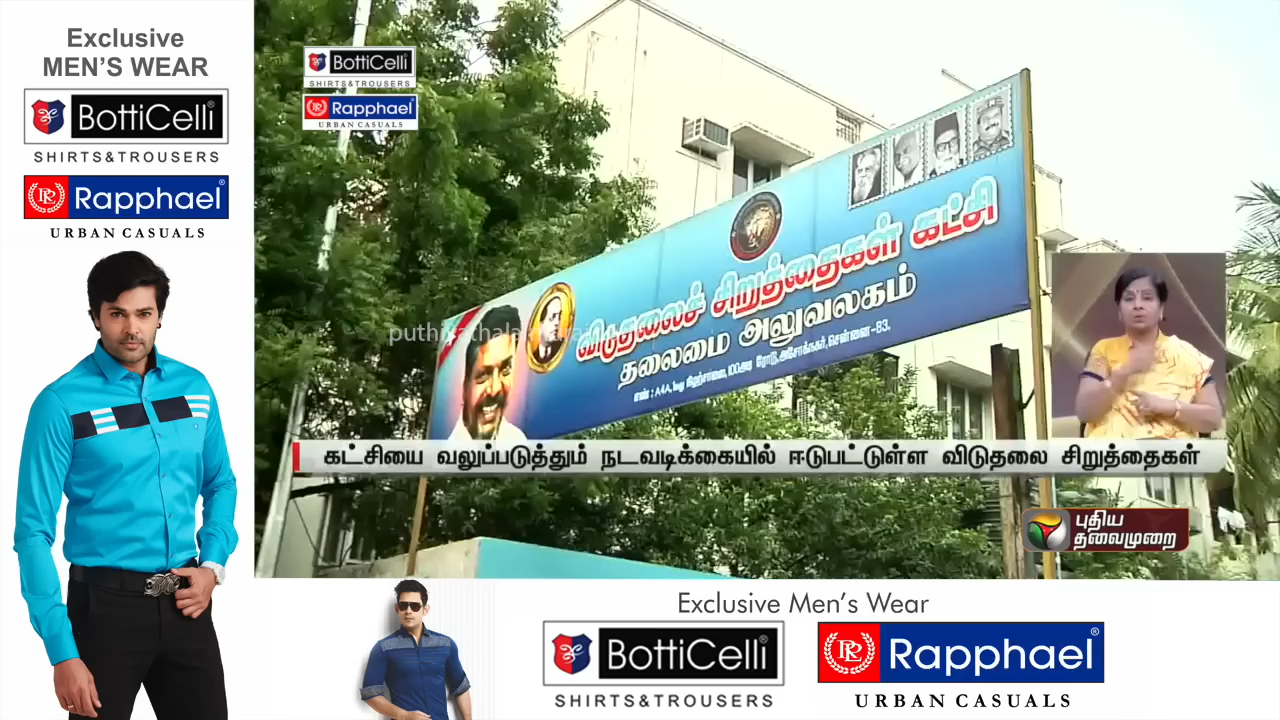 Exclusive
MEN'S WEAR
BottiCelli®
SHIRTS&TROUSERS
Rapphael®
URBAN CASUALS
BottiCelli
SHIRTS&TROUSERS
Rapphael
URBAN CASUALS
விடுதலைச் சிறுத்தைகள் கட்சி
தலைமை அலுவலகம்
சென்னை-83.
கட்சியை வலுப்படுத்தும் நடவடிக்கையில் ஈடுபட்டுள்ள விடுதலை சிறுத்தைகள்
புதிய
தலைமுறை
Exclusive Men's Wear
BottiCelli®
SHIRTS&TROUSERS
Rapphael®
URBAN CASUALS